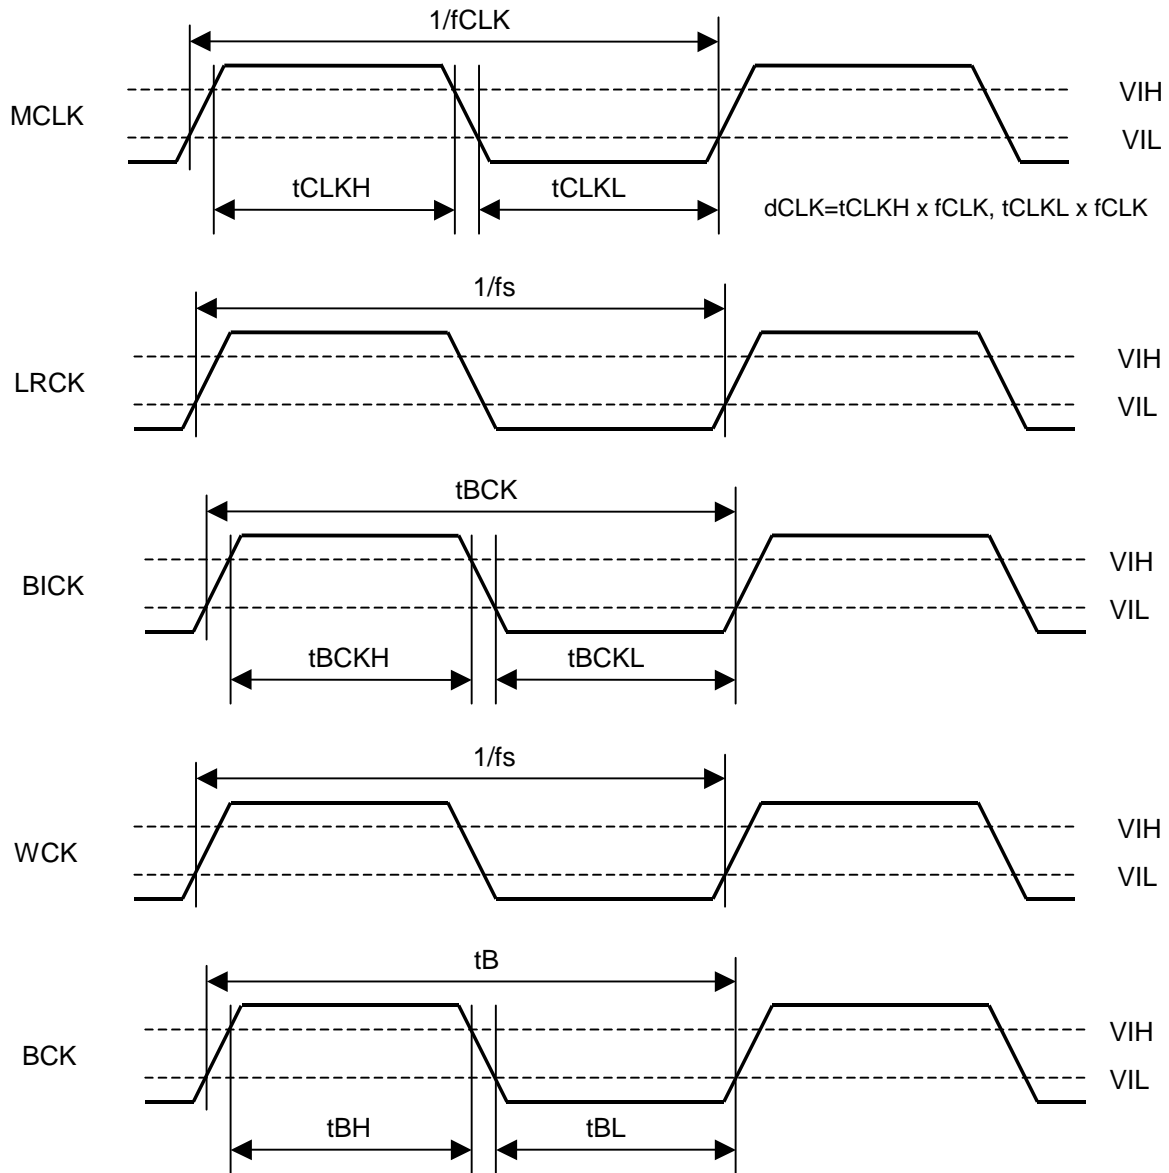 1/fCLK
MCLK
VIH
VIL
tCLKH
tCLKL
dCLK=tCLKH x fCLK, tCLKL x fCLK
1/fs
LRCK
VIH
VIL
tBCK
BICK
VIH
VIL
tBCKH
tBCKL
1/fs
WCK
VIH
VIL
tB
BCK
VIH
VIL
tBH
tBL